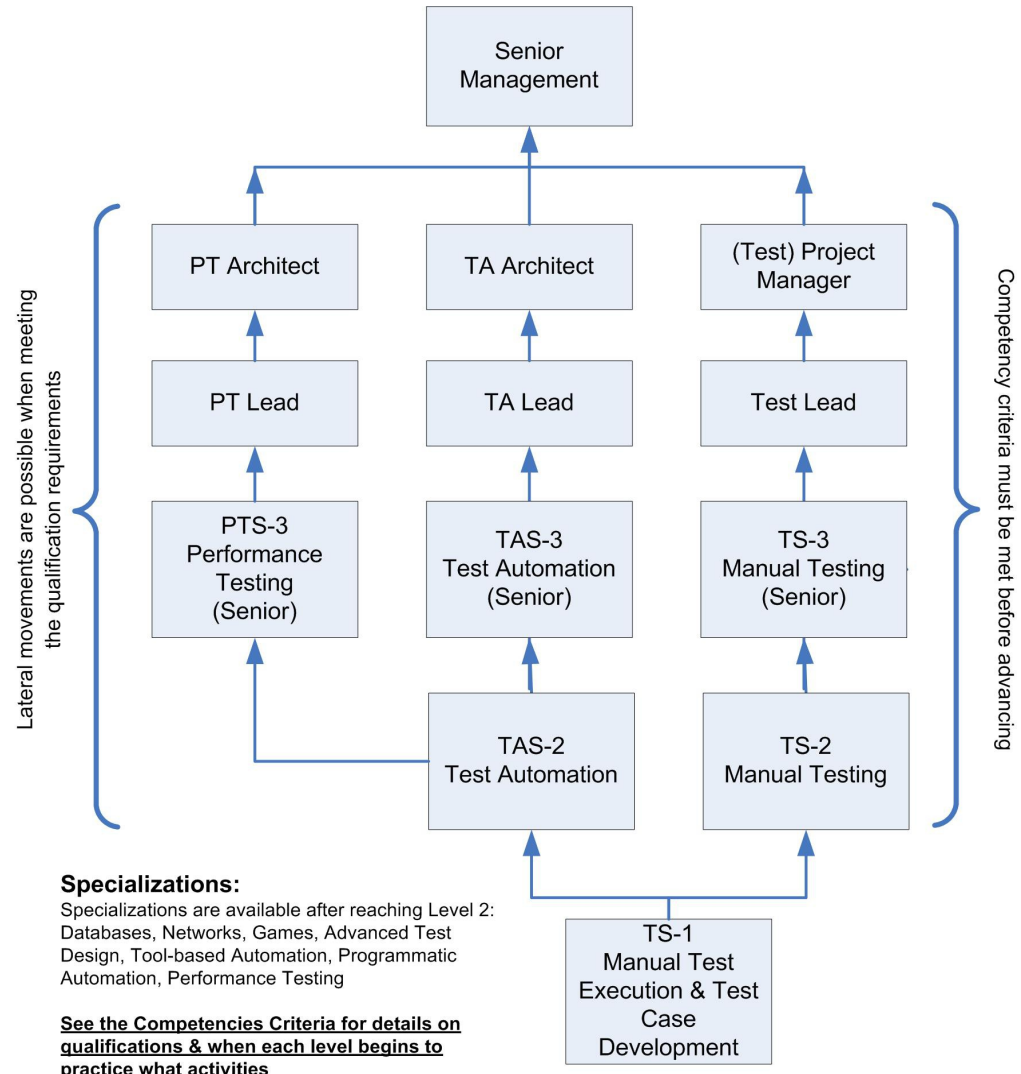 Senior
Management
PT Architect
TA Architect
(Test) Project
Manager
PT Lead
TA Lead
Test Lead
PTS-3
Performance
Testing
(Senior)
TAS-3
Test Automation
(Senior)
TS-3
Manual Testing
(Senior)
TAS-2
Test Automation
TS-2
Manual Testing
TS-1
Manual Test
Execution & Test
Case
Development
Lateral movements are possible when meeting
the qualification requirements
Competency criteria must be met before advancing
Specializations:
Specializations are available after reaching Level 2:
Databases, Networks, Games, Advanced Test
Design, Tool-based Automation, Programmatic
Automation, Performance Testing
See the Competencies Criteria for details on
qualifications & when each level begins to
practice what activities